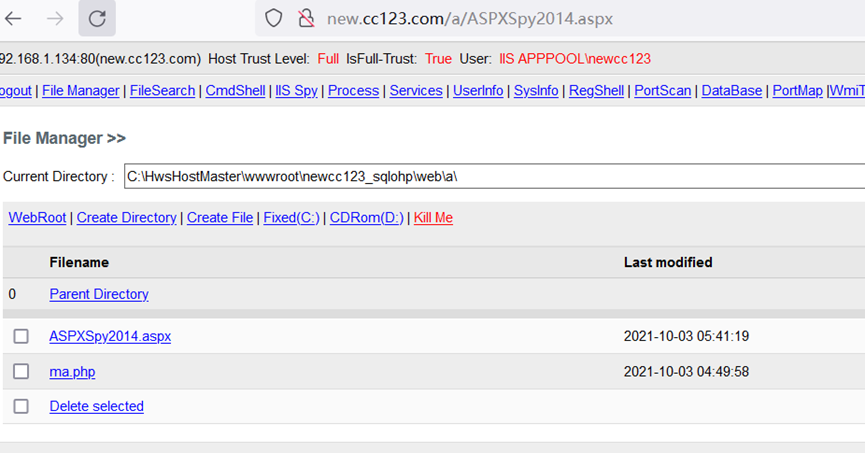 new.cc123.com/a/ASPXSpy2014.aspx
92.168.1.134:80(new.cc123.com) Host Trust Level: Full IsFull-Trust: True User: IIS APPPOOL\newcc123
ogout | File Manager | FileSearch | CmdShell | IIS Spy | Process | Services | UserInfo | SysInfo | RegShell | PortScan | DataBase | PortMap |WmiT
File Manager >>
Current Directory : C:\HwsHostMaster\wwwroot\newcc123_sqlohp\web\a\
WebRoot | Create Directory | Create File | Fixed(C:) | CDRom(D:) | Kill Me
Filename Last modified
0 Parent Directory
ASPXSpy2014.aspx 2021-10-03 05:41:19
ma.php 2021-10-03 04:49:58
Delete selected